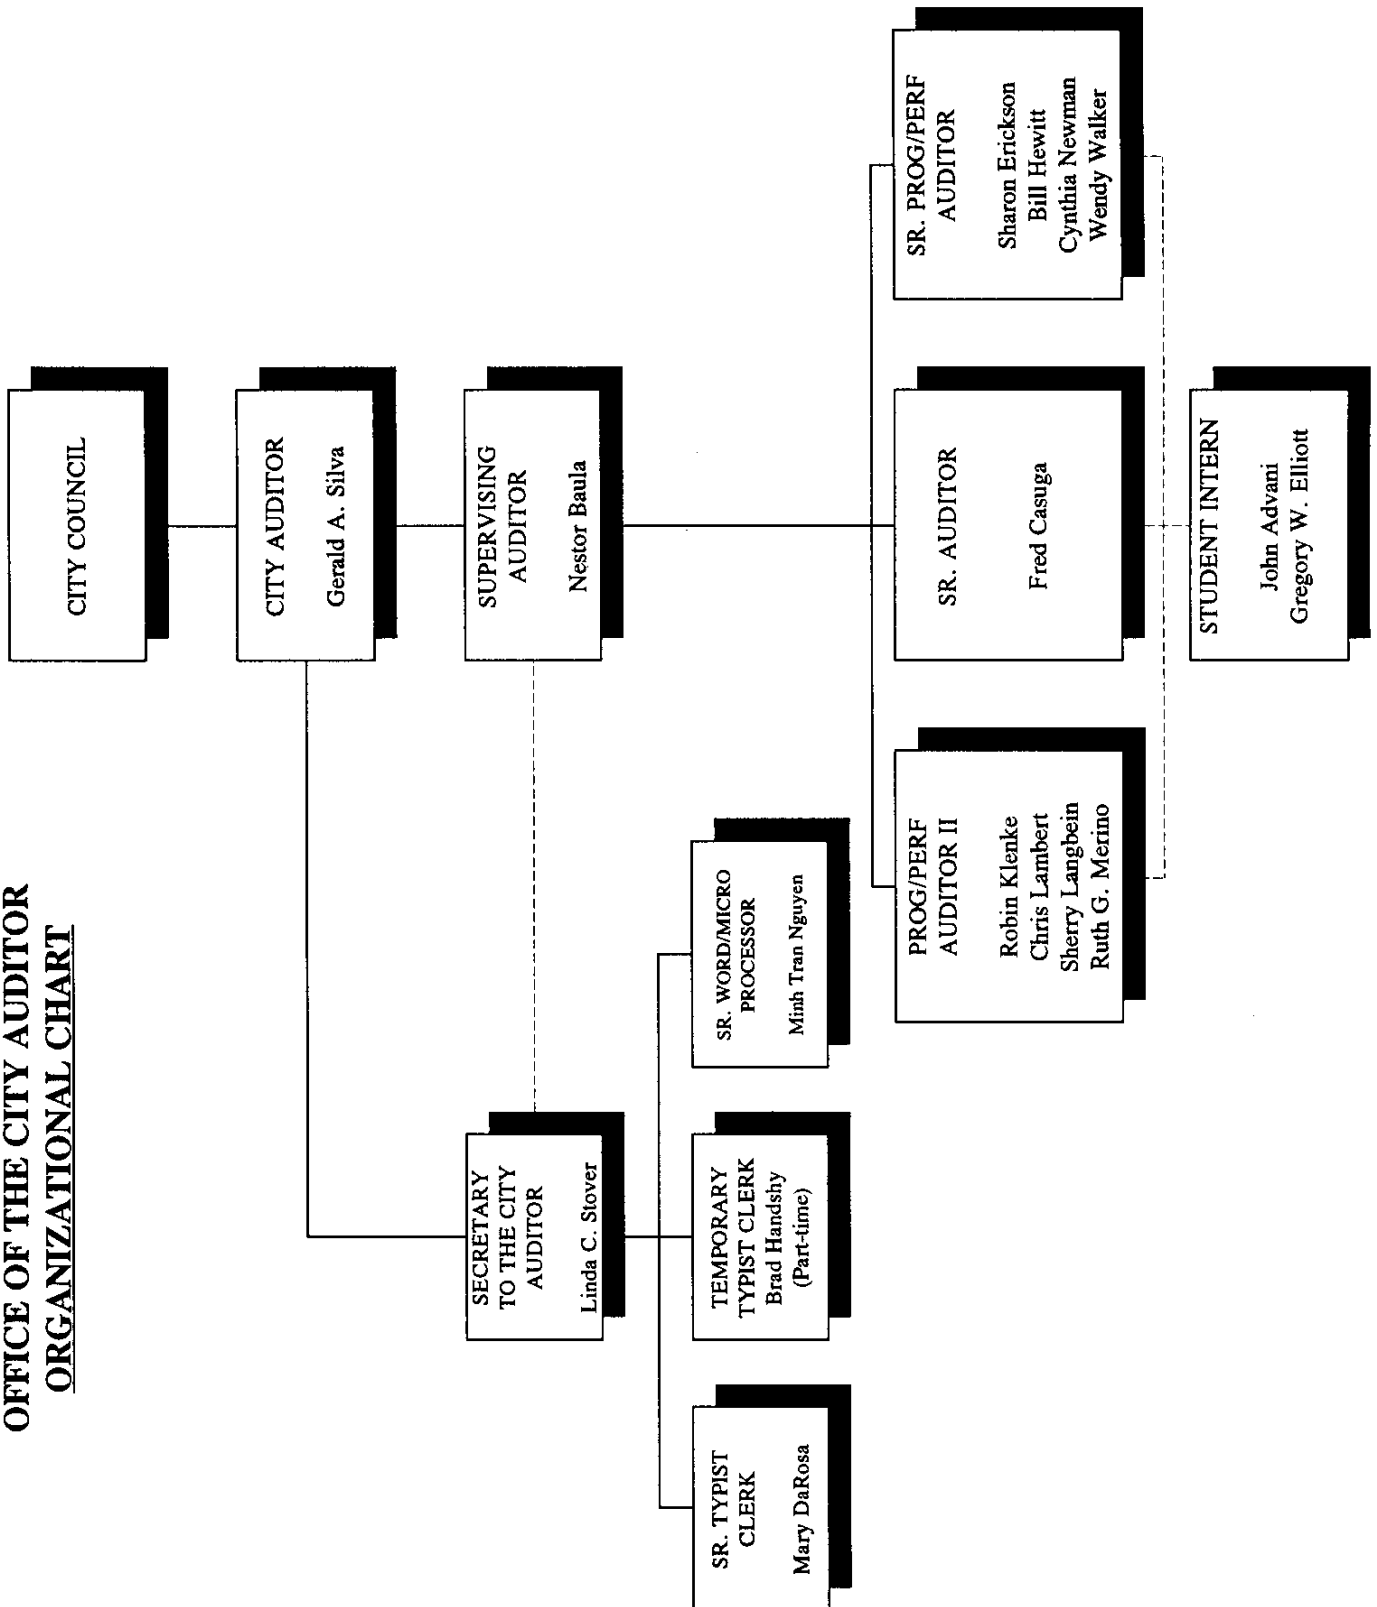 OFFICE OF THE CITY AUDITOR
ORGANIZATIONAL CHART
CITY COUNCIL
CITY AUDITOR
Gerald A. Silva
SECRETARY
TO THE CITY
AUDITOR
Linda C. Stover
SUPERVISING
AUDITOR
Nestor Baula
SR. TYPIST
CLERK
Mary DaRosa
TEMPORARY
TYPIST CLERK
Brad Handshy
(Part-time)
SR. WORD/MICRO
PROCESSOR
Minh Tran Nguyen
PROG/PERF
AUDITOR II
Robin Klenke
Chris Lambert
Sherry Langbein
Ruth G. Merino
SR. AUDITOR
Fred Casuga
SR. PROG/PERF
AUDITOR
Sharon Erickson
Bill Hewitt
Cynthia Newman
Wendy Walker
STUDENT INTERN
John Advani
Gregory W. Elliott